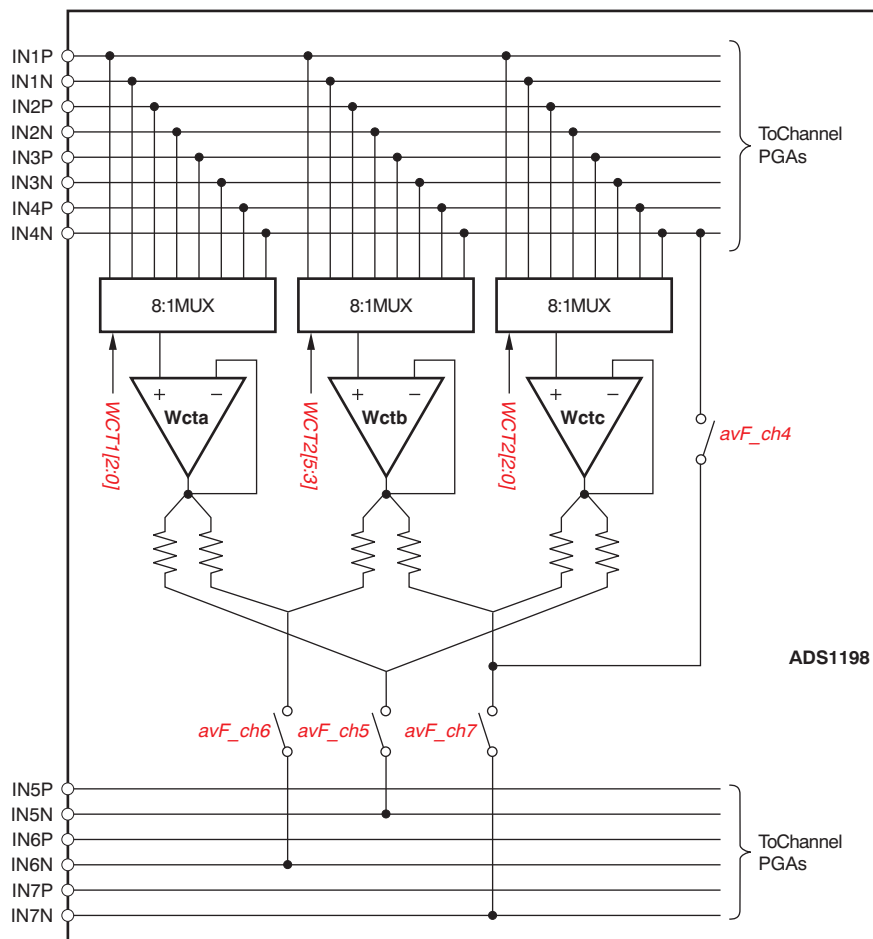 IN1P
IN1N
IN2P
IN2N
IN3P
IN3N
IN4P
IN4N
ToChannel
PGAs
8:1MUX
8:1MUX
8:1MUX
WCT1[2:0]
+
−
Wcta
WCT2[5:3]
+
−
Wctb
WCT2[2:0]
+
−
Wctc
avF_ch4
ADS1198
avF_ch6
avF_ch5
avF_ch7
IN5P
IN5N
IN6P
IN6N
IN7P
IN7N
ToChannel
PGAs